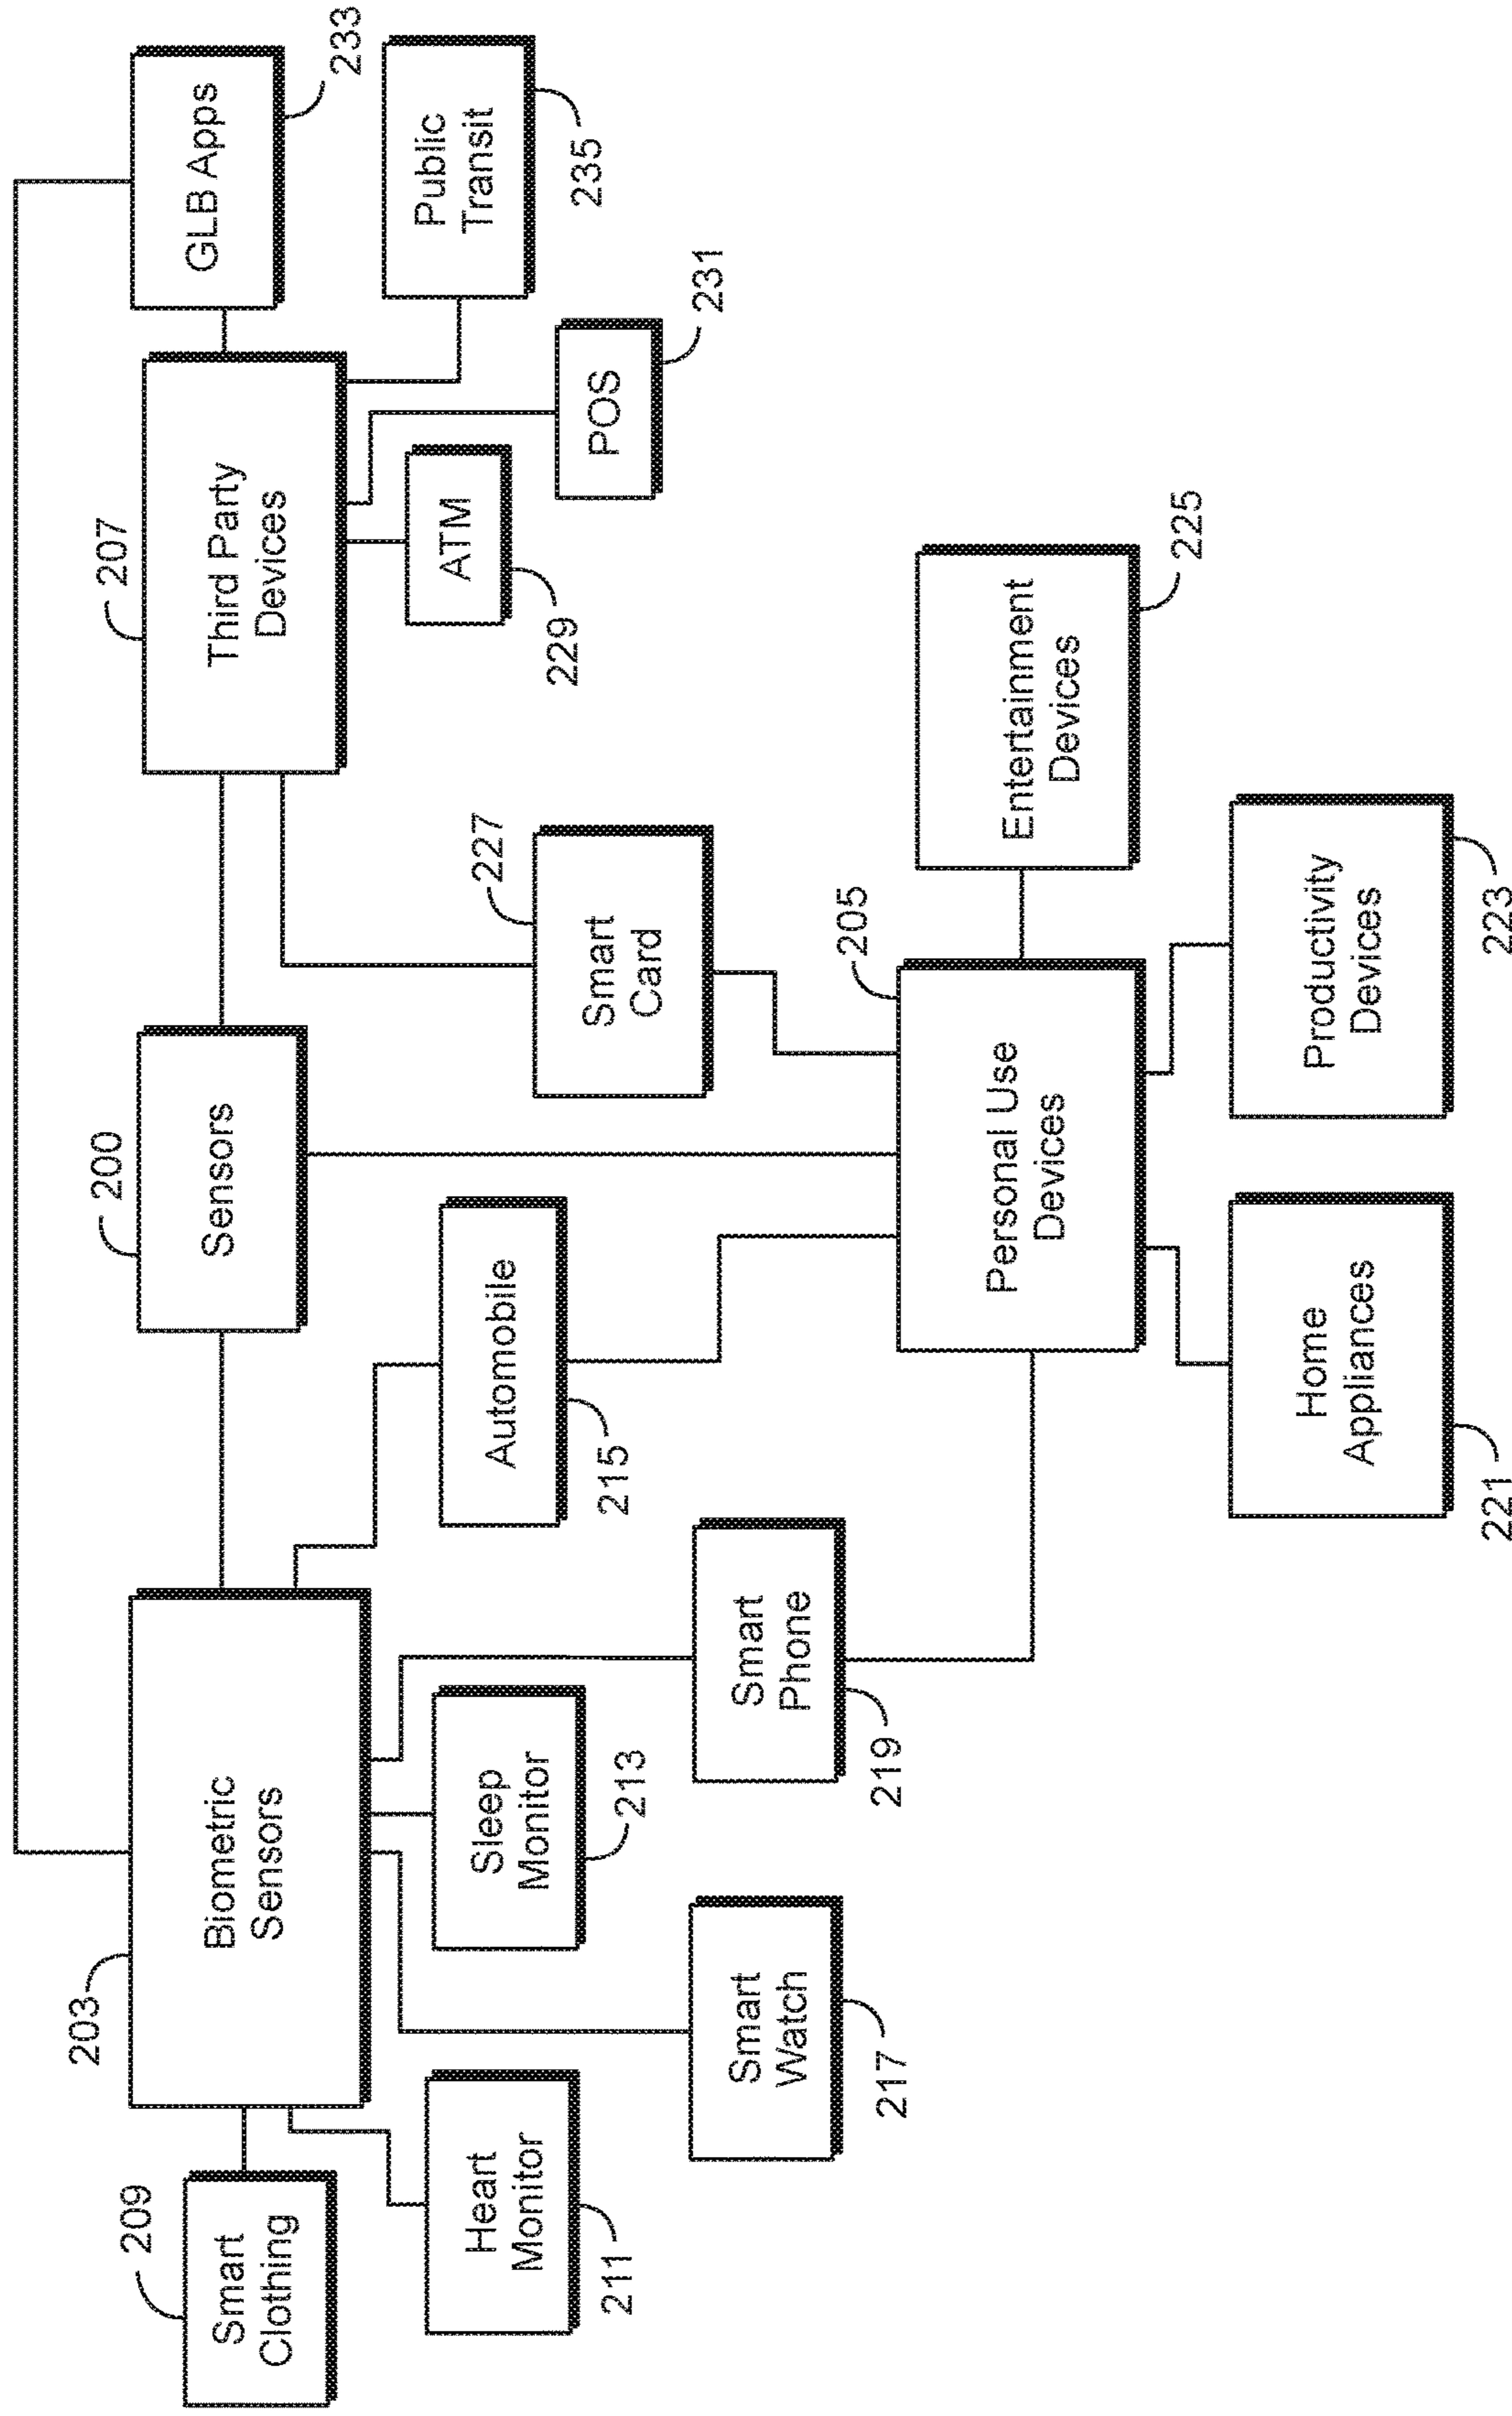 203
Biometric
Sensors
200
Sensors
207
Third Party
Devices
GLB Apps
233
209
Smart
Clothing
Heart
Monitor
211
Sleep
Monitor
213
Automobile
215
ATM
229
Public
Transit
235
POS
231
Smart
Watch
217
Smart
Phone
219
227
Smart
Card
205
Personal Use
Devices
Entertainment
Devices
225
Home
Appliances
221
Productivity
Devices
223